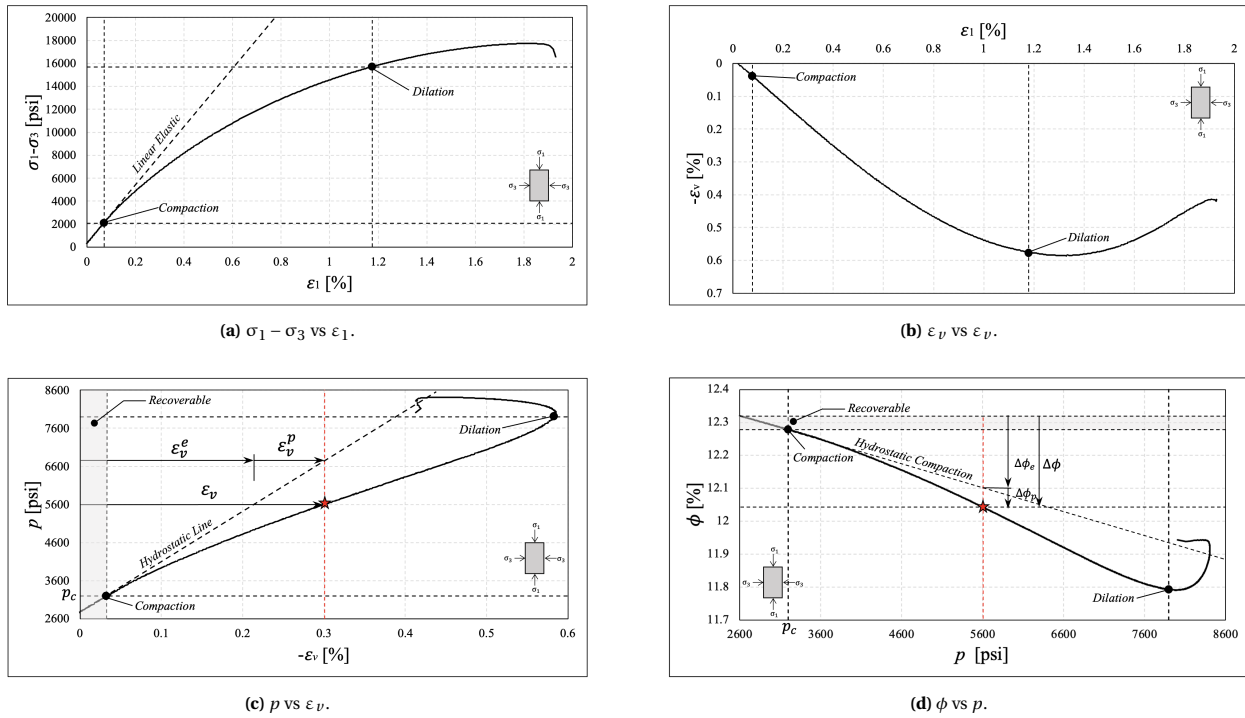 20000
18000
16000
14000
12000
10000
8000
6000
4000
2000
0
σ1-σ3 [psi]
Linear Elastic
Compaction
Dilation
σ1
σ3
σ3
σ1
0 0.2 0.4 0.6 0.8 1 1.2 1.4 1.6 1.8 2
ε1 [%]
(a) σ1 – σ3 vs ε1.
ε1 [%]
0 0.2 0.4 0.6 0.8 1 1.2 1.4 1.6 1.8 2
0
0.1
0.2
0.3
0.4
0.5
0.6
0.7
-εv [%]
Compaction
Dilation
σ1
σ3
σ3
σ1
(b) εv vs εv.
8600
7600
6600
5600
4600
3600
pc
2600
p [psi]
Recoverable
εv^e
εv^p
εv
Hydrostatic Line
Compaction
Dilation
σ1
σ3
σ3
σ1
0 0.1 0.2 0.3 0.4 0.5 0.6
-εv [%]
(c) p vs εv.
12.4
12.3
12.2
12.1
12
11.9
11.8
11.7
ϕ [%]
Recoverable
Compaction
Hydrostatic Compaction
Δϕe
Δϕ
Δϕp
Dilation
σ1
σ3
σ3
σ1
2600 pc 3600 4600 5600 6600 7600 8600
p [psi]
(d) ϕ vs p.